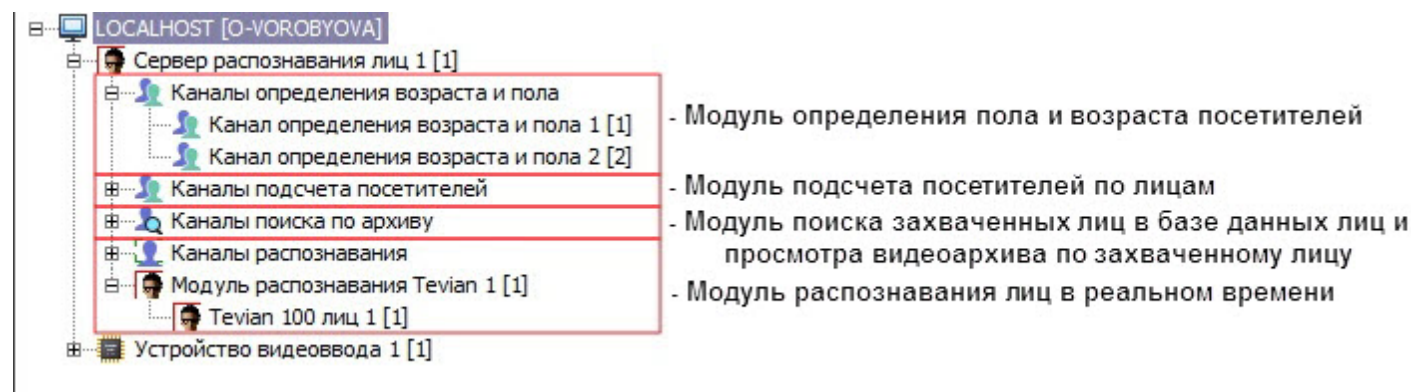 LOCALHOST [O-VOROBYOVA]
Сервер распознавания лиц 1 [1]
Каналы определения возраста и пола
Канал определения возраста и пола 1 [1]
Канал определения возраста и пола 2 [2]
- Модуль определения пола и возраста посетителей
Каналы подсчета посетителей
- Модуль подсчета посетителей по лицам
Каналы поиска по архиву
- Модуль поиска захваченных лиц в базе данных лиц и
просмотра видеоархива по захваченному лицу
Каналы распознавания
Модуль распознавания Tevian 1 [1]
Tevian 100 лиц 1 [1]
- Модуль распознавания лиц в реальном времени
Устройство видеоввода 1 [1]